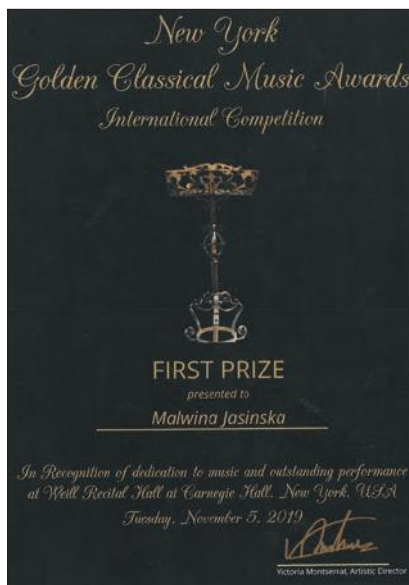 New York
Golden Classical Music Awards
International Competition
FIRST PRIZE
presented to
Malwina Jasinska
In Recognition of dedication to music and outstanding performance
at Weill Recital Hall at Carnegie Hall, New York, USA
Tuesday, November 5, 2019
Victoria Montserrat, Artistic Director